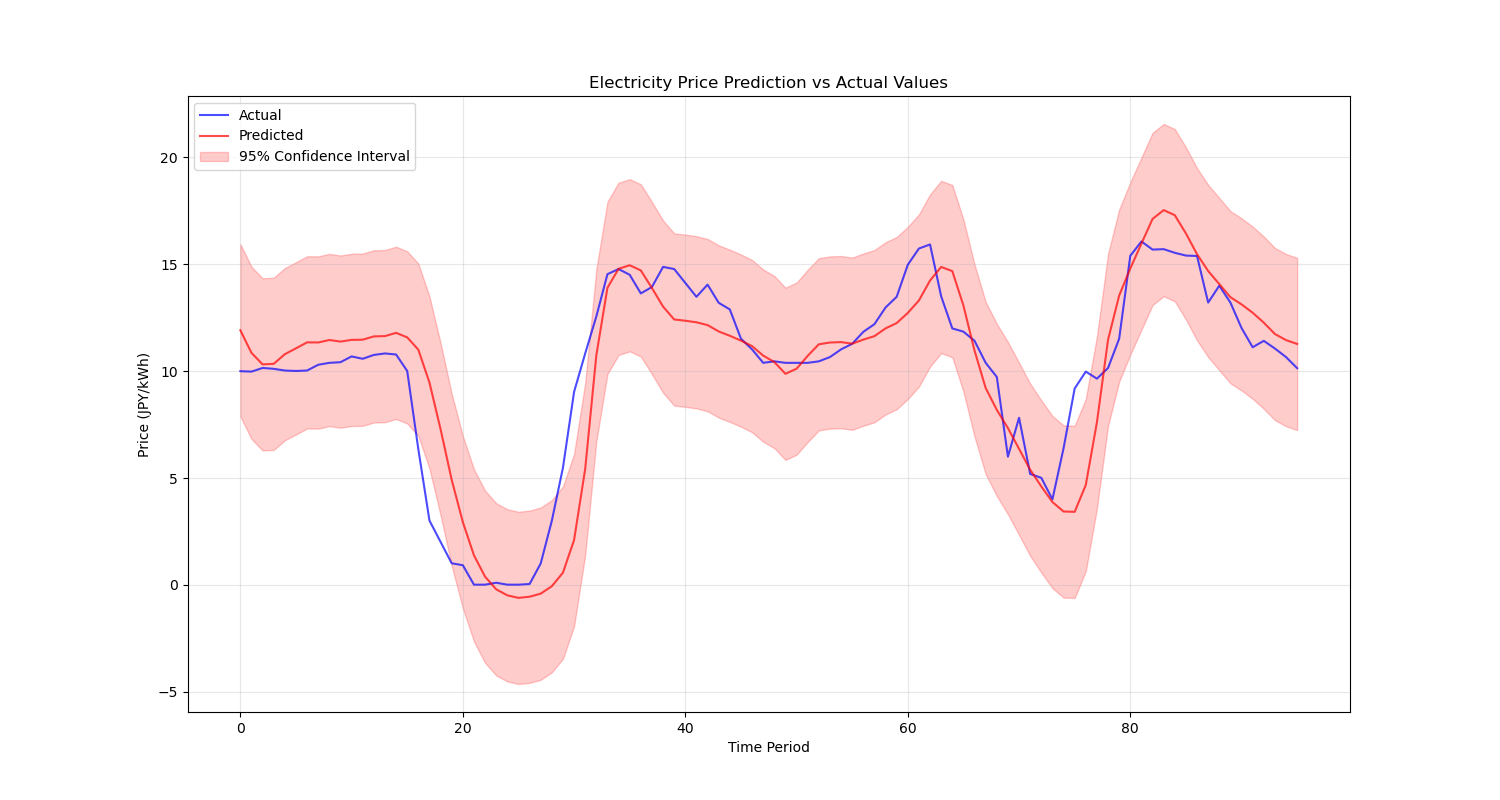 Electricity Price Prediction vs Actual Values
Actual
Predicted
95% Confidence Interval
Price (JPY/kWh)
20
15
10
5
0
−5
0 20 40 60 80
Time Period